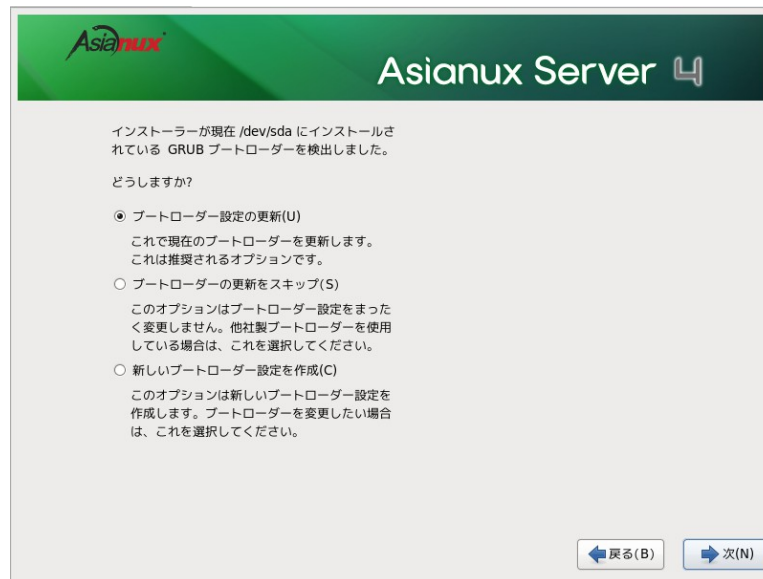 Asianux
Asianux Server 4
インストーラーが現在 /dev/sda にインストールさ
れている GRUB ブートローダーを検出しました。
どうしますか?
ブートローダー設定の更新(U)
これで現在のブートローダーを更新します。
これは推奨されるオプションです。
ブートローダーの更新をスキップ(S)
このオプションはブートローダー設定をまった
く変更しません。他社製ブートローダーを使用
している場合は、これを選択してください。
新しいブートローダー設定を作成(C)
このオプションは新しいブートローダー設定を
作成します。ブートローダーを変更したい場合
は、これを選択してください。
戻る(B) 次(N)